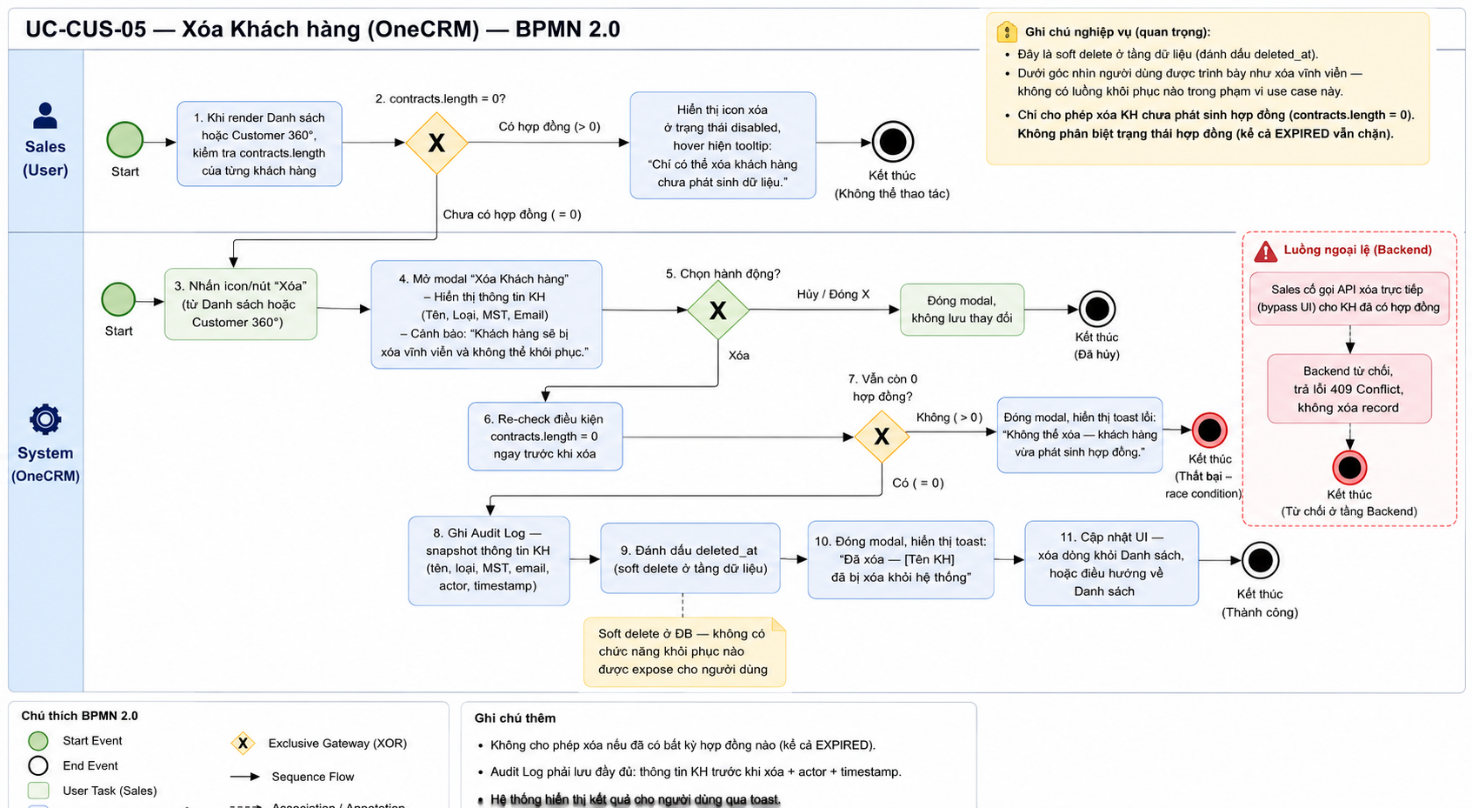 UC-CUS-05 — Xóa Khách hàng (OneCRM) — BPMN 2.0
Ghi chú nghiệp vụ (quan trọng):
• Đây là soft delete ở tầng dữ liệu (đánh dấu deleted_at).
• Dưới góc nhìn người dùng được trình bày như xóa vĩnh viễn —
không có luồng khôi phục nào trong phạm vi use case này.
• Chỉ cho phép xóa KH chưa phát sinh hợp đồng (contracts.length = 0).
Không phân biệt trạng thái hợp đồng (kể cả EXPIRED vẫn chặn).
Sales
(User)
Start
1. Khi render Danh sách
hoặc Customer 360°,
kiểm tra contracts.length
của từng khách hàng
2. contracts.length = 0?
X
Có hợp đồng (> 0)
Hiển thị icon xóa
ở trạng thái disabled,
hover hiện tooltip:
“Chỉ có thể xóa khách hàng
chưa phát sinh dữ liệu.”
Kết thúc
(Không thể thao tác)
Chưa có hợp đồng ( = 0)
System
(OneCRM)
Start
3. Nhấn icon/nút “Xóa”
(từ Danh sách hoặc
Customer 360°)
4. Mở modal “Xóa Khách hàng”
– Hiển thị thông tin KH
(Tên, Loại, MST, Email)
– Cảnh báo: “Khách hàng sẽ bị
xóa vĩnh viễn và không thể khôi phục.”
5. Chọn hành động?
X
Hủy / Đóng X
Đóng modal,
không lưu thay đổi
Kết thúc
(Đã hủy)
Xóa
6. Re-check điều kiện
contracts.length = 0
ngay trước khi xóa
7. Vẫn còn 0
hợp đồng?
X
Không ( > 0)
Đóng modal, hiển thị toast lỗi:
“Không thể xóa — khách hàng
vừa phát sinh hợp đồng.”
Kết thúc
(Thất bại –
race condition)
Có ( = 0)
8. Ghi Audit Log —
snapshot thông tin KH
(tên, loại, MST, email,
actor, timestamp)
9. Đánh dấu deleted_at
(soft delete ở tầng dữ liệu)
10. Đóng modal, hiển thị toast:
“Đã xóa — [Tên KH]
đã bị xóa khỏi hệ thống”
11. Cập nhật UI —
xóa dòng khỏi Danh sách,
hoặc điều hướng về
Danh sách
Kết thúc
(Thành công)
Soft delete ở ĐB — không có
chức năng khôi phục nào
được expose cho người dùng
Luồng ngoại lệ (Backend)
Sales cố gọi API xóa trực tiếp
(bypass UI) cho KH đã có hợp đồng
Backend từ chối,
trả lỗi 409 Conflict,
không xóa record
Kết thúc
(Từ chối ở tầng Backend)
Chú thích BPMN 2.0
Start Event
End Event
User Task (Sales)
X
Exclusive Gateway (XOR)
Sequence Flow
Association / Annotation
Ghi chú thêm
• Không cho phép xóa nếu đã có bất kỳ hợp đồng nào (kể cả EXPIRED).
• Audit Log phải lưu đầy đủ: thông tin KH trước khi xóa + actor + timestamp.
• Hệ thống hiển thị kết quả cho người dùng qua toast.